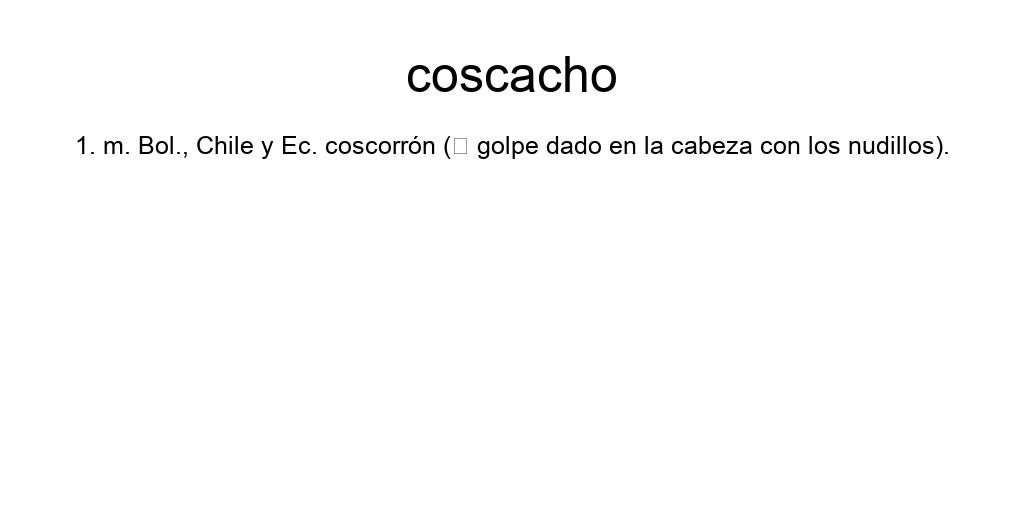 coscacho
1. m. Bol., Chile y Ec. coscorrón (□ golpe dado en la cabeza con los nudillos).